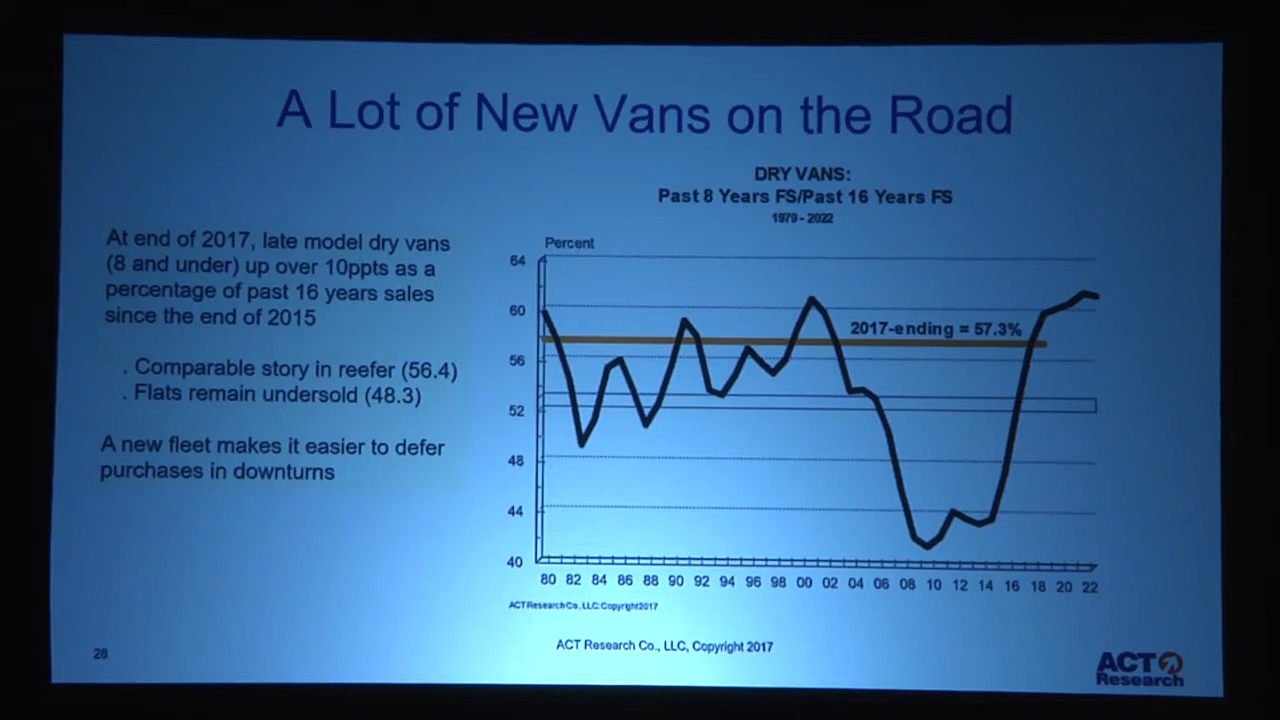 A Lot of New Vans on the Road
DRY VANS:
Past 8 Years FS/Past 16 Years FS
1979 - 2022
At end of 2017, late model dry vans
(8 and under) up over 10ppts as a
percentage of past 16 years sales
since the end of 2015
. Comparable story in reefer (56.4)
. Flats remain undersold (48.3)
A new fleet makes it easier to defer
purchases in downturns
Percent
64
60
56
52
48
44
40
2017-ending = 57.3%
80 82 84 86 88 90 92 94 96 98 00 02 04 06 08 10 12 14 16 18 20 22
ACT Research Co., LLC: Copyright 2017
ACT Research Co., LLC, Copyright 2017
28
ACT
Research